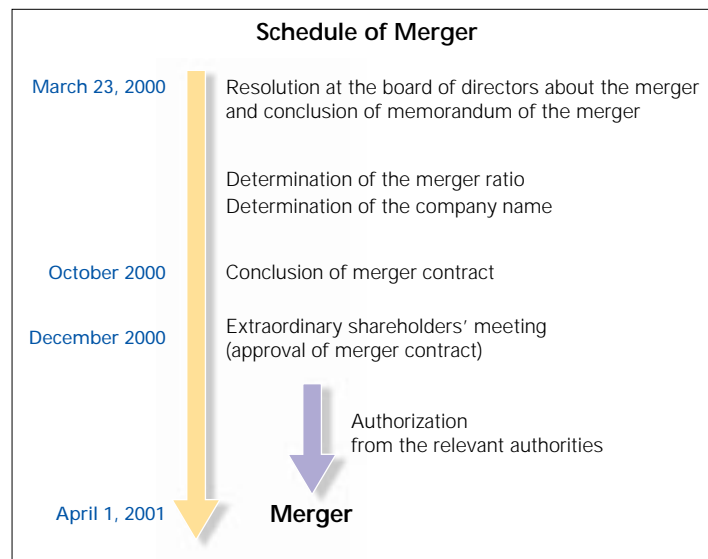 Schedule of Merger
March 23, 2000
Resolution at the board of directors about the merger
and conclusion of memorandum of the merger
Determination of the merger ratio
Determination of the company name
October 2000
Conclusion of merger contract
December 2000
Extraordinary shareholders’ meeting
(approval of merger contract)
Authorization
from the relevant authorities
April 1, 2001
Merger